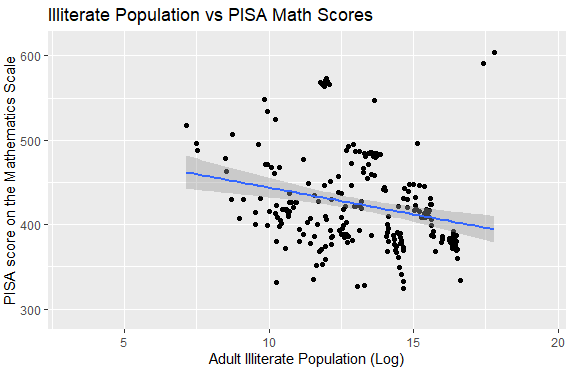 Illiterate Population vs PISA Math Scores
PISA score on the Mathermatics Scale
600
500
400
300
5
10
15
20
Adult Illiterate Population (Log)